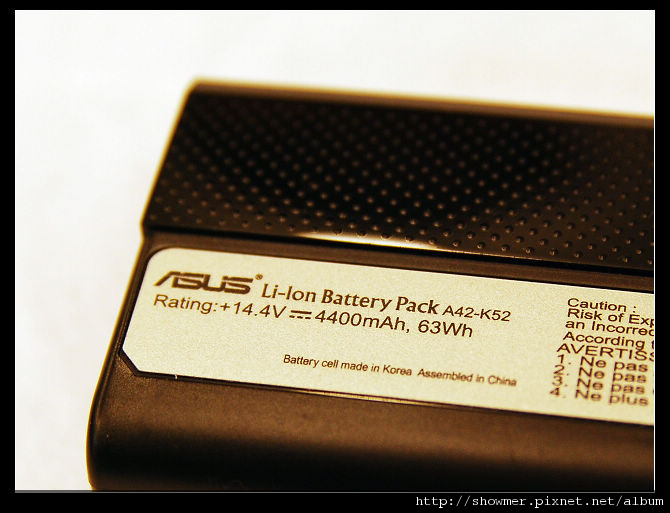 ASUS® Li-Ion Battery Pack A42-K52
Rating:+14.4V ⎓ 4400mAh, 63Wh
Battery cell made in Korea Assembled in China
Caution :
Risk of Exp
an Incorrec
According t
AVERTISS
1. Ne pas
2. Ne pas
3. Ne pas
4. Ne plus
http://showmer.pixnet.net/album